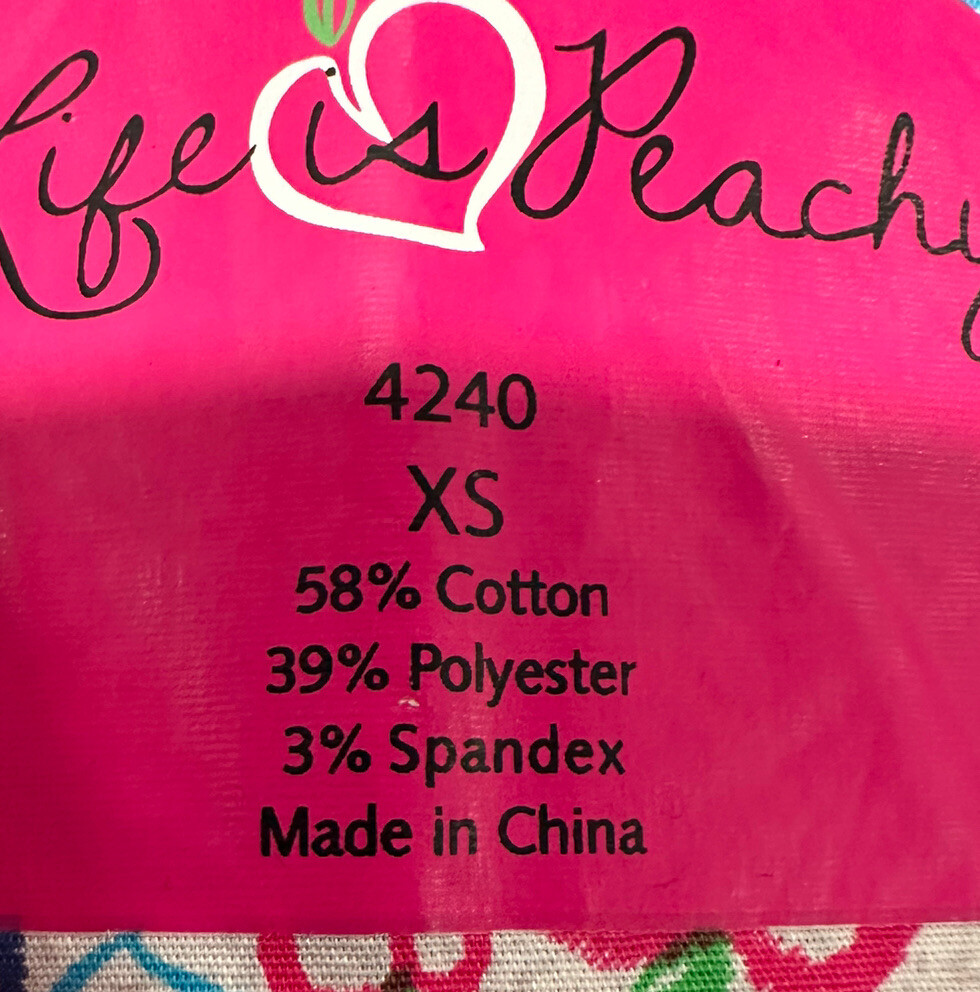 Life is Peachy
4240
XS
58% Cotton
39% Polyester
3% Spandex
Made in China